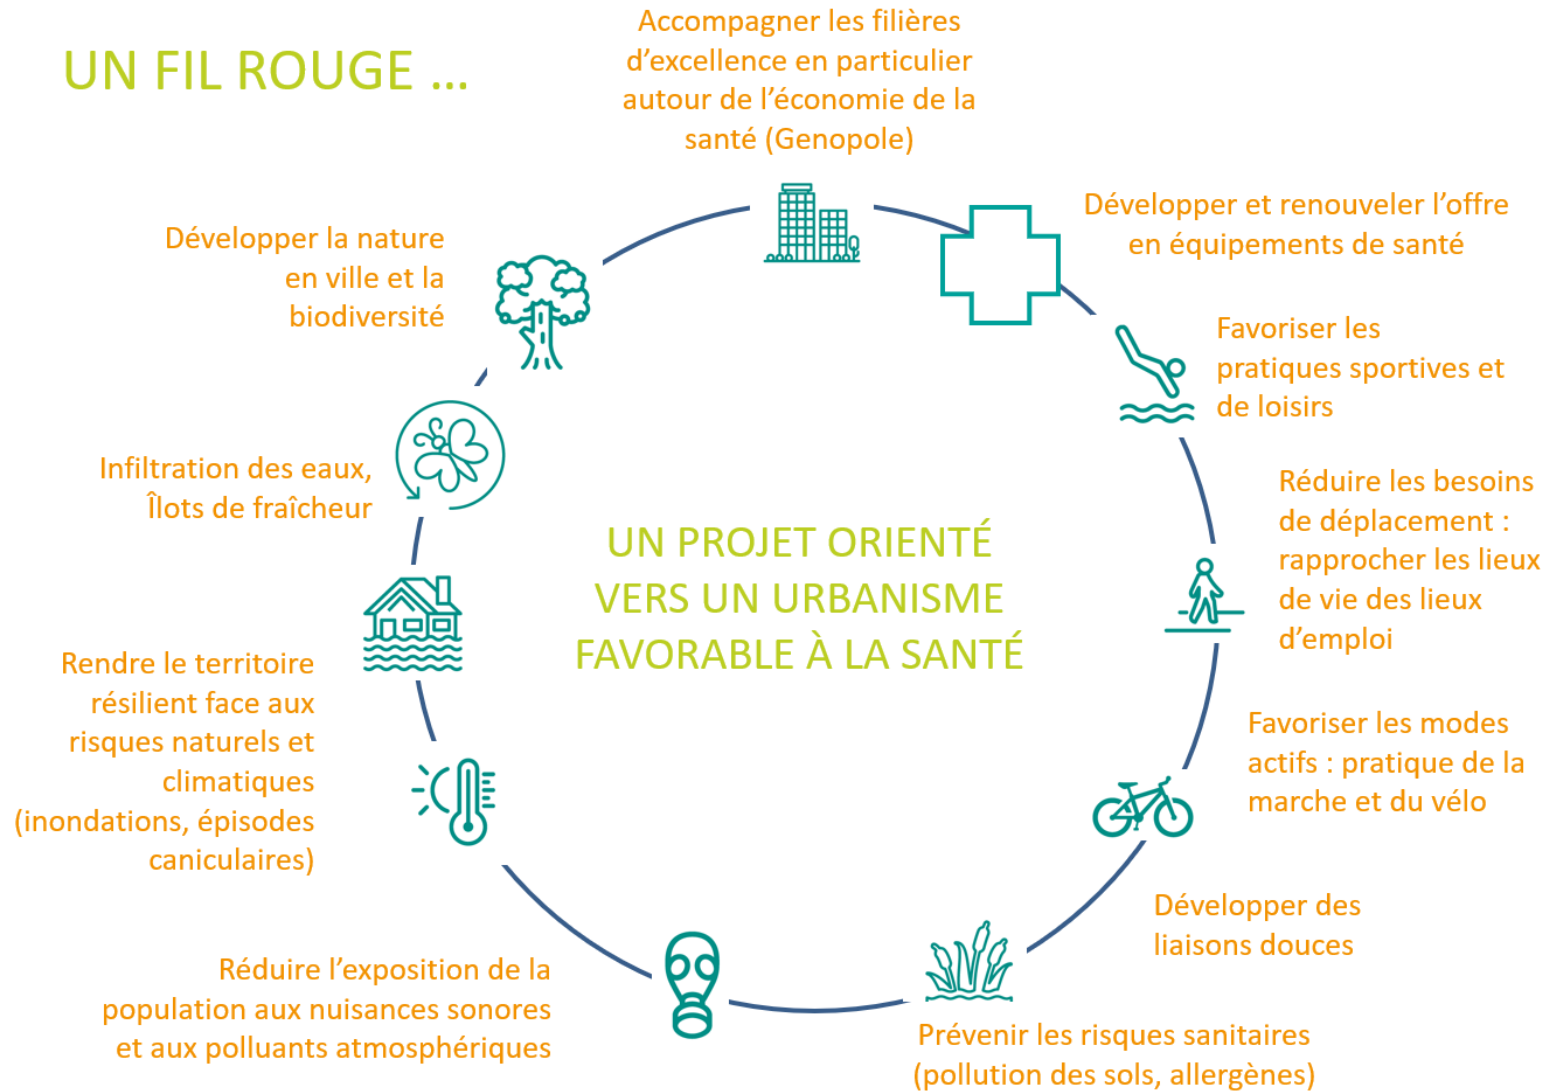 UN FIL ROUGE ...
Accompagner les filières
d’excellence en particulier
autour de l’économie de la
santé (Genopole)
Développer et renouveler l’offre
en équipements de santé
Favoriser les
pratiques sportives et
de loisirs
Réduire les besoins
de déplacement :
rapprocher les lieux
de vie des lieux
d’emploi
Favoriser les modes
actifs : pratique de la
marche et du vélo
Développer des
liaisons douces
Prévenir les risques sanitaires
(pollution des sols, allergènes)
Réduire l’exposition de la
population aux nuisances sonores
et aux polluants atmosphériques
Rendre le territoire
résilient face aux
risques naturels et
climatiques
(inondations, épisodes
caniculaires)
Infiltration des eaux,
Îlots de fraîcheur
Développer la nature
en ville et la
biodiversité
UN PROJET ORIENTÉ
VERS UN URBANISME
FAVORABLE À LA SANTÉ